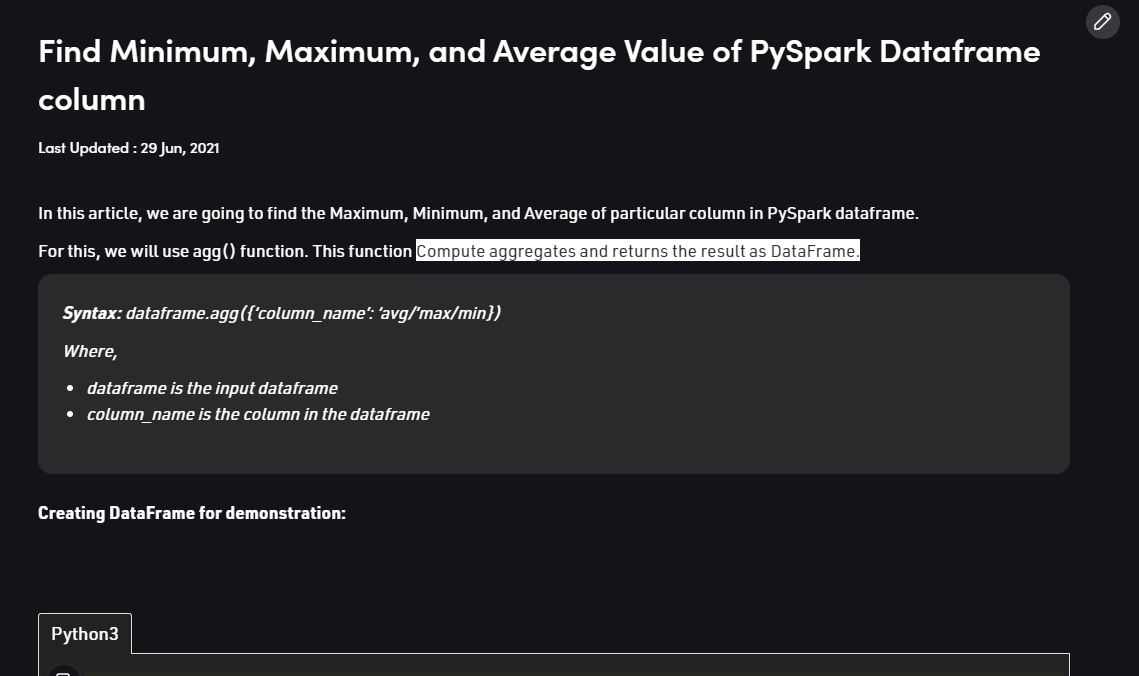 Find Minimum, Maximum, and Average Value of PySpark Dataframe
column
Last Updated : 29 Jun, 2021
In this article, we are going to find the Maximum, Minimum, and Average of particular column in PySpark dataframe.
For this, we will use agg() function. This function Compute aggregates and returns the result as DataFrame.
Syntax: dataframe.agg({‘column_name’: ‘avg/’max/min})
Where,
• dataframe is the input dataframe
• column_name is the column in the dataframe
Creating DataFrame for demonstration:
Python3